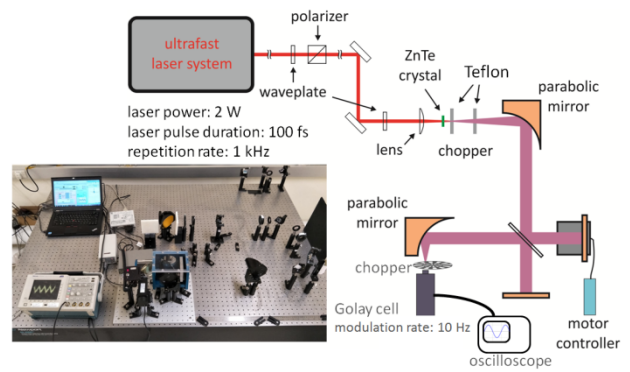 polarizer
ultrafast
laser system
waveplate
ZnTe
crystal
Teflon
parabolic
mirror
laser power: 2 W
laser pulse duration: 100 fs
repetition rate: 1 kHz
lens
chopper
parabolic
mirror
chopper
Golay cell
modulation rate: 10 Hz
motor
controller
oscilloscope